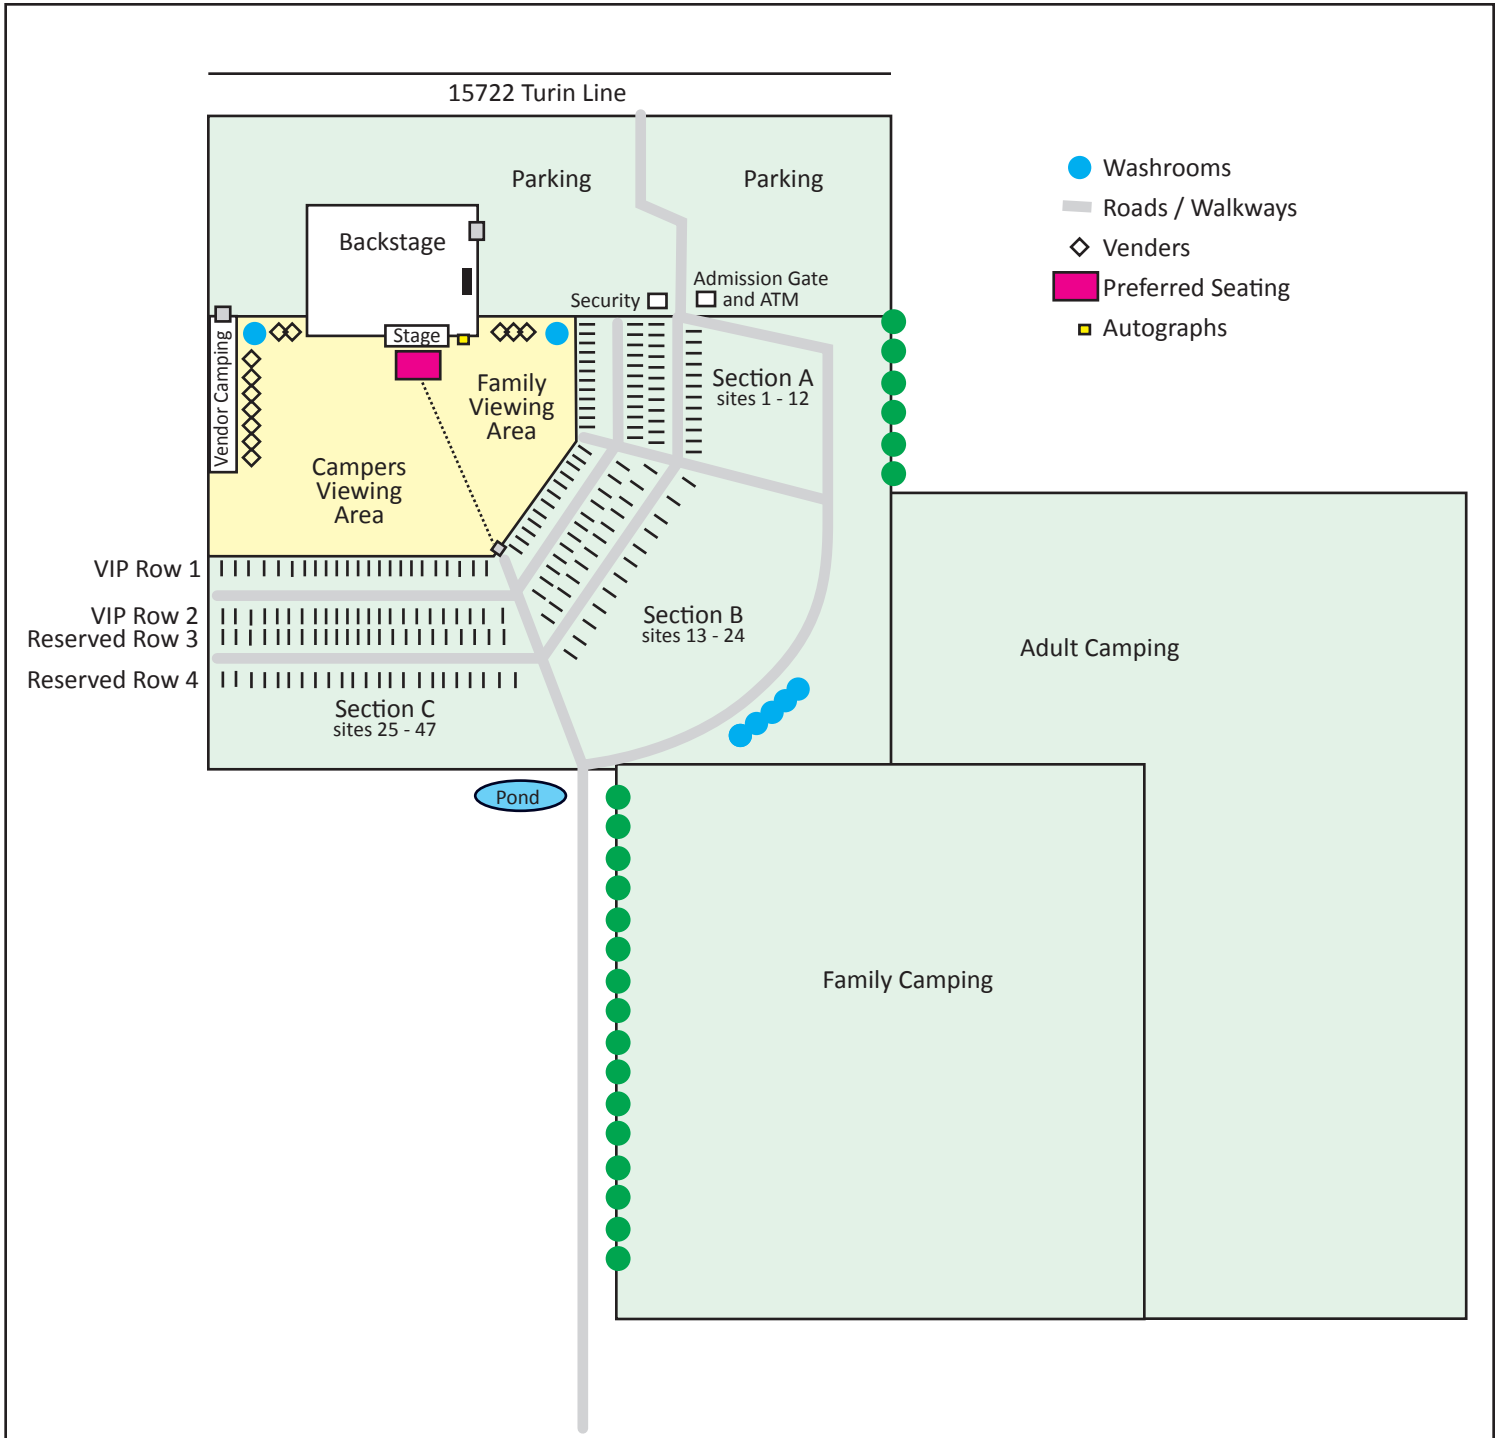 15722 Turin Line
Parking
Parking
Washrooms
Roads / Walkways
Venders
Preferred Seating
Autographs
Backstage
Security
Admission Gate
and ATM
Stage
Vendor Camping
Family
Viewing
Area
Section A
sites 1 - 12
Campers
Viewing
Area
VIP Row 1
VIP Row 2
Reserved Row 3
Reserved Row 4
Section B
sites 13 - 24
Section C
sites 25 - 47
Adult Camping
Pond
Family Camping